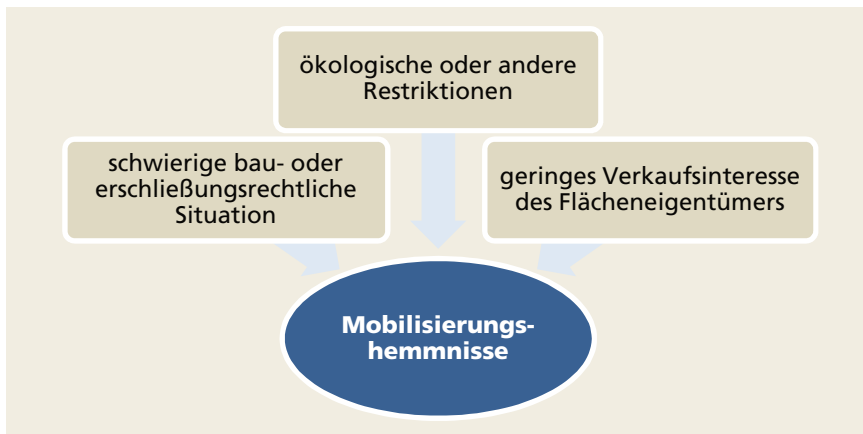 ökologische oder andere
Restriktionen
schwierige bau- oder
erschließungsrechtliche
Situation
geringes Verkaufsinteresse
des Flächeneigentümers
Mobilisierungs-
hemmnisse